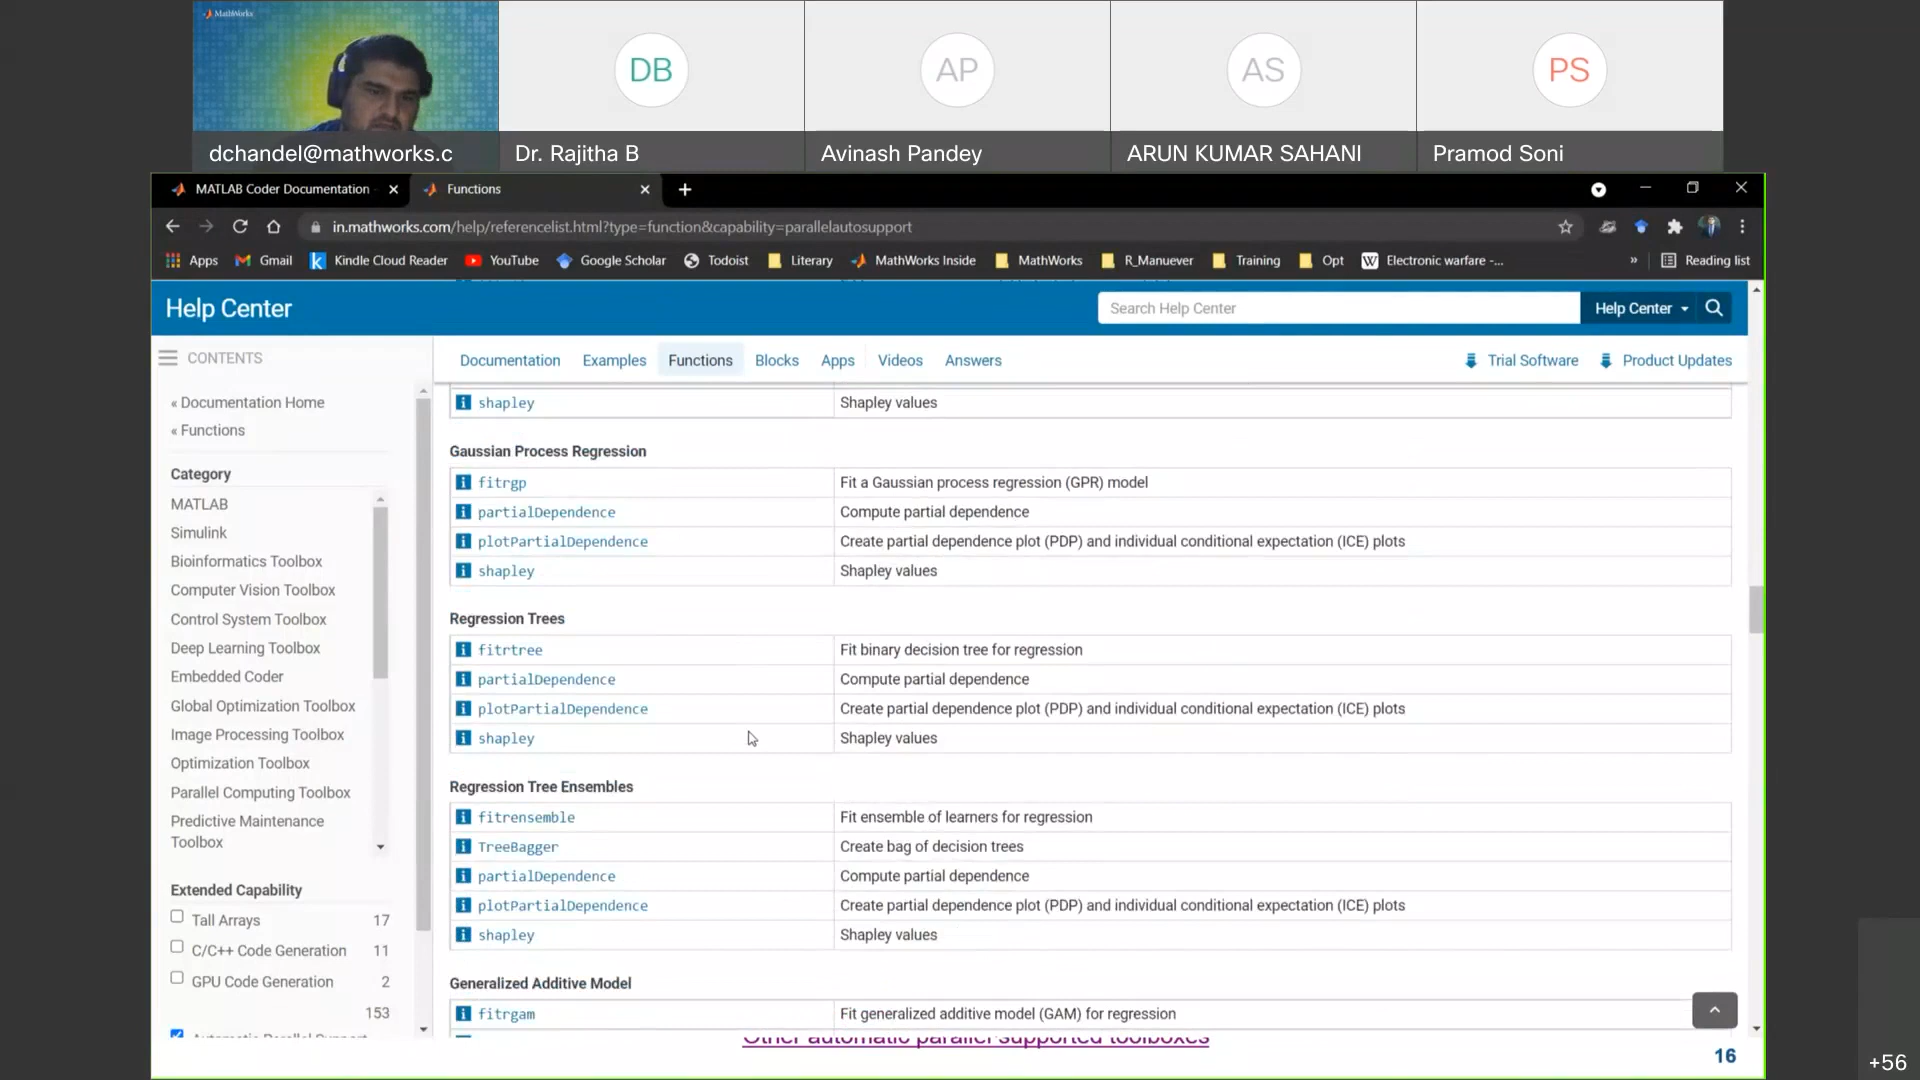 MathWorks
DB
AP
AS
PS
dchandel@mathworks.c
Dr. Rajitha B
Avinash Pandey
ARUN KUMAR SAHANI
Pramod Soni
MATLAB Coder Documentation
Functions
in.mathworks.com/help/referencelist.html?type=function&capability=parallelautosupport
Apps
Gmail
Kindle Cloud Reader
YouTube
Google Scholar
Todoist
Literary
MathWorks Inside
MathWorks
R_Manuever
Training
Opt
Electronic warfare -...
»
Reading list
Help Center
Search Help Center
Help Center
CONTENTS
Documentation
Examples
Functions
Blocks
Apps
Videos
Answers
Trial Software
Product Updates
« Documentation Home
« Functions
Category
MATLAB
Simulink
Bioinformatics Toolbox
Computer Vision Toolbox
Control System Toolbox
Deep Learning Toolbox
Embedded Coder
Global Optimization Toolbox
Image Processing Toolbox
Optimization Toolbox
Parallel Computing Toolbox
Predictive Maintenance
Toolbox
Extended Capability
Tall Arrays 17
C/C++ Code Generation 11
GPU Code Generation 2
153
Automatic Parallel Support
shapley Shapley values
Gaussian Process Regression
fitrgp Fit a Gaussian process regression (GPR) model
partialDependence Compute partial dependence
plotPartialDependence Create partial dependence plot (PDP) and individual conditional expectation (ICE) plots
shapley Shapley values
Regression Trees
fitrtree Fit binary decision tree for regression
partialDependence Compute partial dependence
plotPartialDependence Create partial dependence plot (PDP) and individual conditional expectation (ICE) plots
shapley Shapley values
Regression Tree Ensembles
fitrensemble Fit ensemble of learners for regression
TreeBagger Create bag of decision trees
partialDependence Compute partial dependence
plotPartialDependence Create partial dependence plot (PDP) and individual conditional expectation (ICE) plots
shapley Shapley values
Generalized Additive Model
fitrgam Fit generalized additive model (GAM) for regression
Other automatic parallel supported toolboxes
16
+56